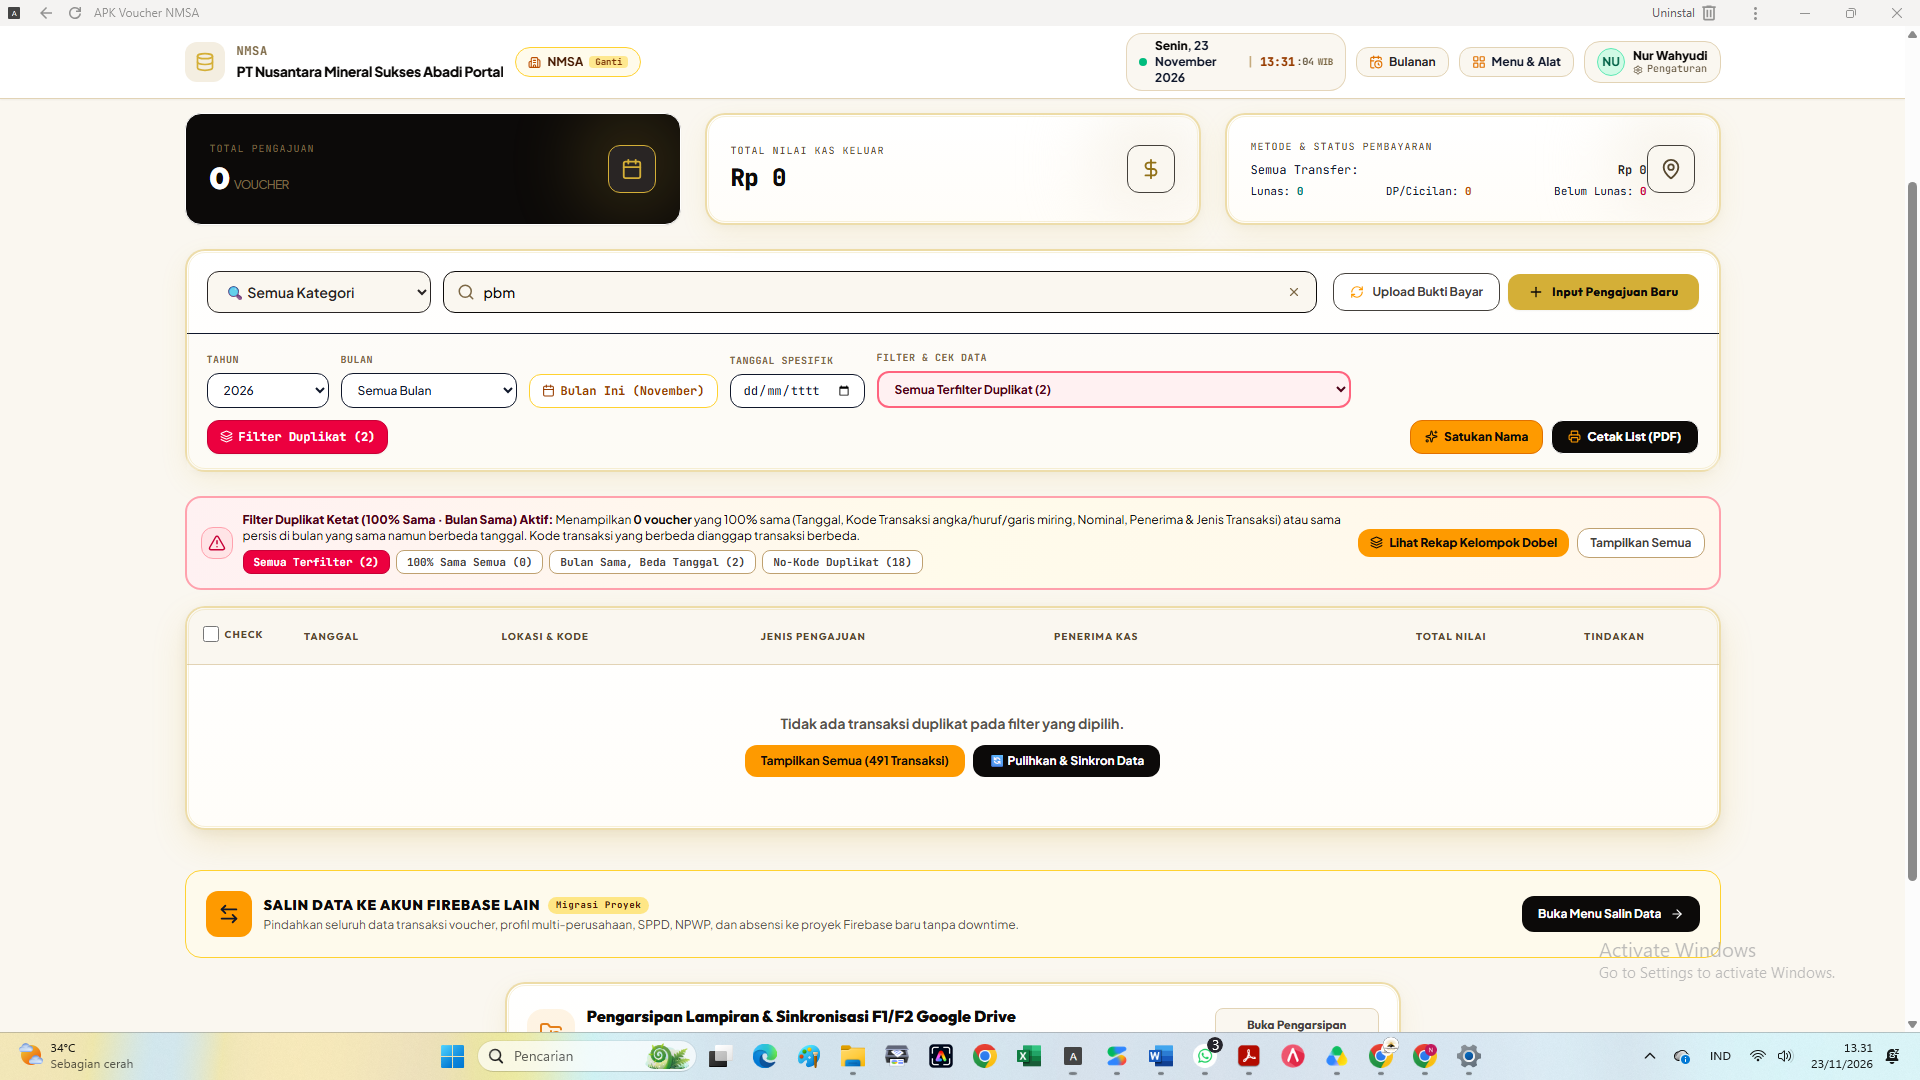 APK Voucher NMSA
Uninstal
NMSA
PT Nusantara Mineral Sukses Abadi Portal
NMSA Ganti
Senin, 23 November 2026 | 13:31:04 WIB
Bulanan
Menu & Alat
NU
Nur Wahyudi
Pengaturan
TOTAL PENGAJUAN
0 VOUCHER
TOTAL NILAI KAS KELUAR
Rp 0
METODE & STATUS PEMBAYARAN
Semua Transfer: Rp 0
Lunas: 0 DP/Cicilan: 0 Belum Lunas: 0
Semua Kategori
pbm
Upload Bukti Bayar
Input Pengajuan Baru
TAHUN
2026
BULAN
Semua Bulan
Bulan Ini (November)
TANGGAL SPESIFIK
dd/mm/tttt
FILTER & CEK DATA
Semua Terfilter Duplikat (2)
Filter Duplikat (2)
Satukan Nama
Cetak List (PDF)
Filter Duplikat Ketat (100% Sama · Bulan Sama) Aktif: Menampilkan 0 voucher yang 100% sama (Tanggal, Kode Transaksi angka/huruf/garis miring, Nominal, Penerima & Jenis Transaksi) atau sama
persis di bulan yang sama namun berbeda tanggal. Kode transaksi yang berbeda dianggap transaksi berbeda.
Semua Terfilter (2)
100% Sama Semua (0)
Bulan Sama, Beda Tanggal (2)
No-Kode Duplikat (18)
Lihat Rekap Kelompok Dobel
Tampilkan Semua
CHECK TANGGAL LOKASI & KODE JENIS PENGAJUAN PENERIMA KAS TOTAL NILAI TINDAKAN
Tidak ada transaksi duplikat pada filter yang dipilih.
Tampilkan Semua (491 Transaksi)
Pulihkan & Sinkron Data
SALIN DATA KE AKUN FIREBASE LAIN Migrasi Proyek
Pindahkan seluruh data transaksi voucher, profil multi-perusahaan, SPPD, NPWP, dan absensi ke proyek Firebase baru tanpa downtime.
Buka Menu Salin Data
Activate Windows
Go to Settings to activate Windows.
Pengarsipan Lampiran & Sinkronisasi F1/F2 Google Drive
Buka Pengarsipan
34°C
Sebagian cerah
Pencarian
3
IND
13.31
23/11/2026